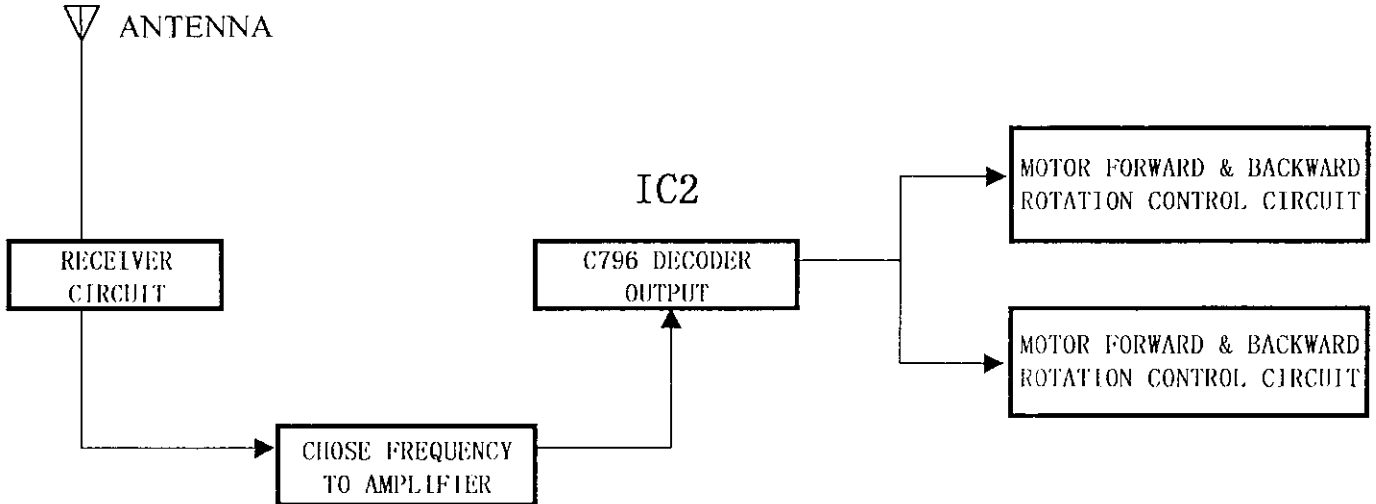 ANTENNA
MOTOR FORWARD & BACKWARD
ROTATION CONTROL CIRCUIT
IC2
RECEIVER
CIRCUIT
C796 DECODER
OUTPUT
MOTOR FORWARD & BACKWARD
ROTATION CONTROL CIRCUIT
CHOSE FREQUENCY
TO AMPLIFIER